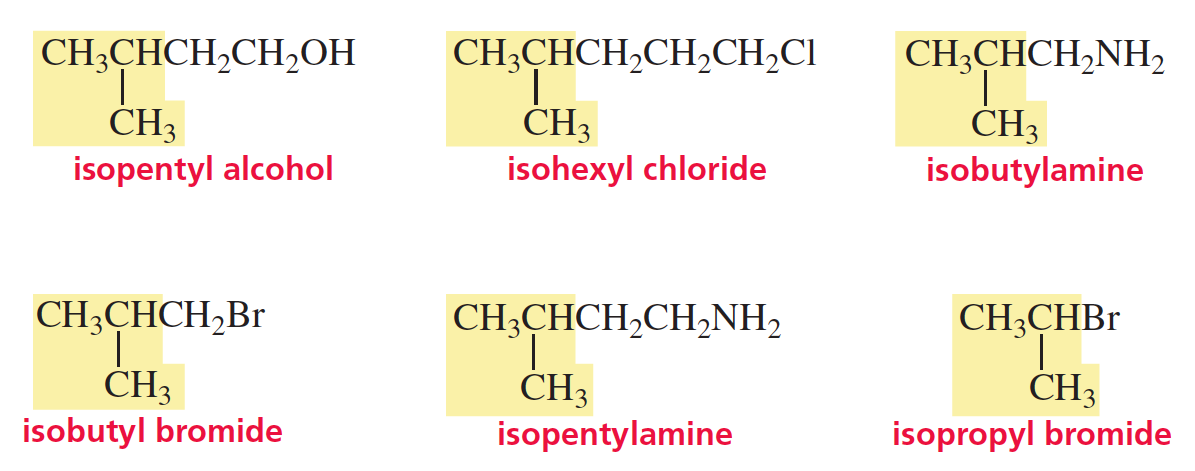 CH₃CHCH₂CH₂OH
CH₃
isopentyl alcohol
CH₃CHCH₂CH₂CH₂Cl
CH₃
isohexyl chloride
CH₃CHCH₂NH₂
CH₃
isobutylamine
CH₃CHCH₂Br
CH₃
isobutyl bromide
CH₃CHCH₂CH₂NH₂
CH₃
isopentylamine
CH₃CHBr
CH₃
isopropyl bromide